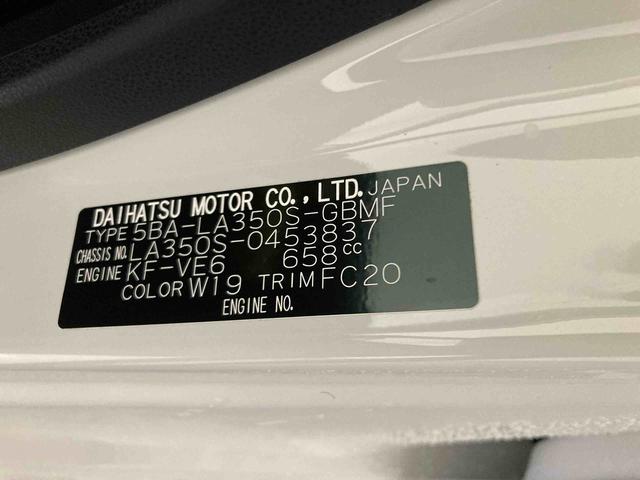 DAIHATSU MOTOR CO., LTD. JAPAN
TYPE 5BA-LA350S-GBMF
CHASSIS NO. LA350S-0453837
ENGINE KF-VE6 658cc
COLOR W19 TRIM FC20
ENGINE NO.